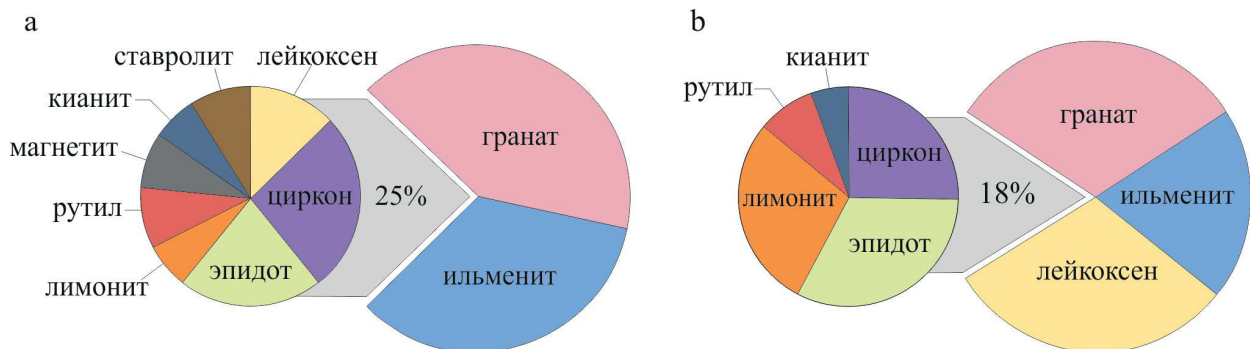 a
ставролит
лейкоксен
кианит
магнетит
рутил
лимонит
эпидот
циркон
25%
гранат
ильменит
b
кианит
рутил
лимонит
циркон
эпидот
18%
гранат
ильменит
лейкоксен